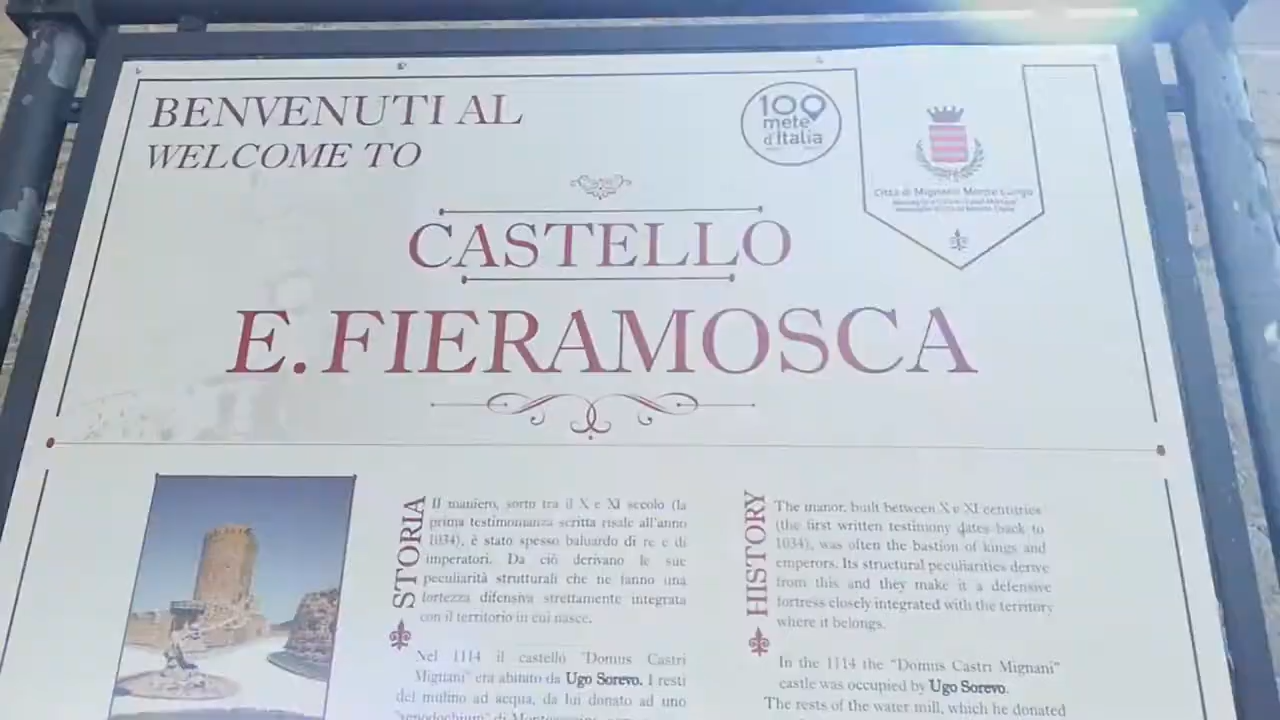 BENVENUTI AL
WELCOME TO
100
mete
d'Italia
Città di Mignano Monte Lungo
CASTELLO
E. FIERAMOSCA
STORIA
Il maniero, sorto tra il X e XI secolo (la
prima testimonianza scritta risale all'anno
1034), è stato spesso baluardo di re e di
imperatori. Da ciò derivano le sue
peculiarità strutturali che ne fanno una
fortezza difensiva strettamente integrata
con il territorio in cui nasce.
Nel 1114 il castello "Domus Castri
Mignani" era abitato da Ugo Sorevo. I resti
del mulino ad acqua, da lui donato ad uno
HISTORY
The manor, built between X e XI centuries
(the first written testimony dates back to
1034), was often the bastion of kings and
emperors. Its structural peculiarities derive
from this and they make it a defensive
fortress closely integrated with the territory
where it belongs.
In the 1114 the "Domus Castri Mignani"
castle was occupied by Ugo Sorevo.
The rests of the water mill, which he donated